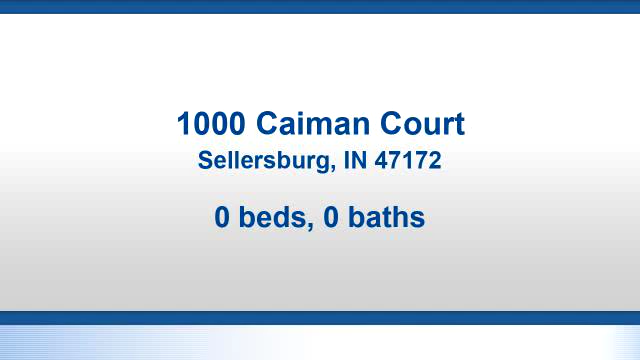 1000 Caiman Court
Sellersburg, IN 47172
0 beds, 0 baths